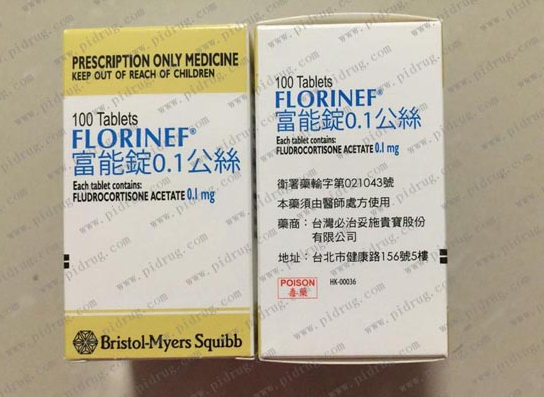 PRESCRIPTION ONLY MEDICINE
KEEP OUT OF REACH OF CHILDREN
100 Tablets
FLORINEF®
富能錠0.1公絲
Each tablet contains:
FLUDROCORTISONE ACETATE 0.1 mg
Bristol-Myers Squibb
100 Tablets
FLORINEF®
富能錠0.1公絲
Each tablet contains:
FLUDROCORTISONE ACETATE 0.1 mg
衛署藥輸字第021043號
本藥須由醫師處方使用
藥商：台灣必治妥施貴寶股份
有限公司
地址：台北市健康路156號5樓
POISON
毒藥
HK-00036
www.pidrug.com